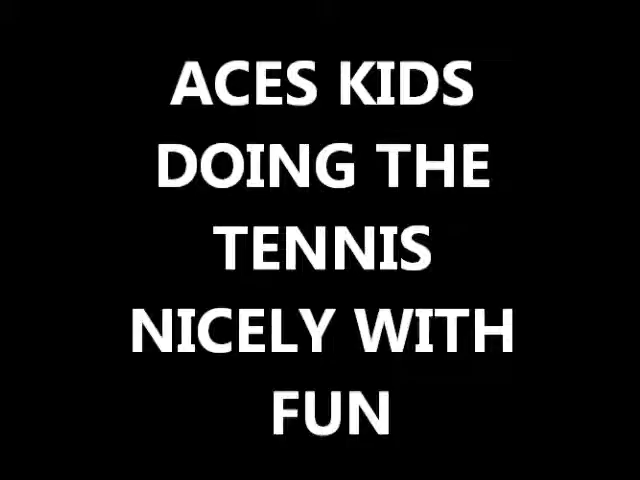 ACES KIDS
DOING THE
TENNIS
NICELY WITH
FUN